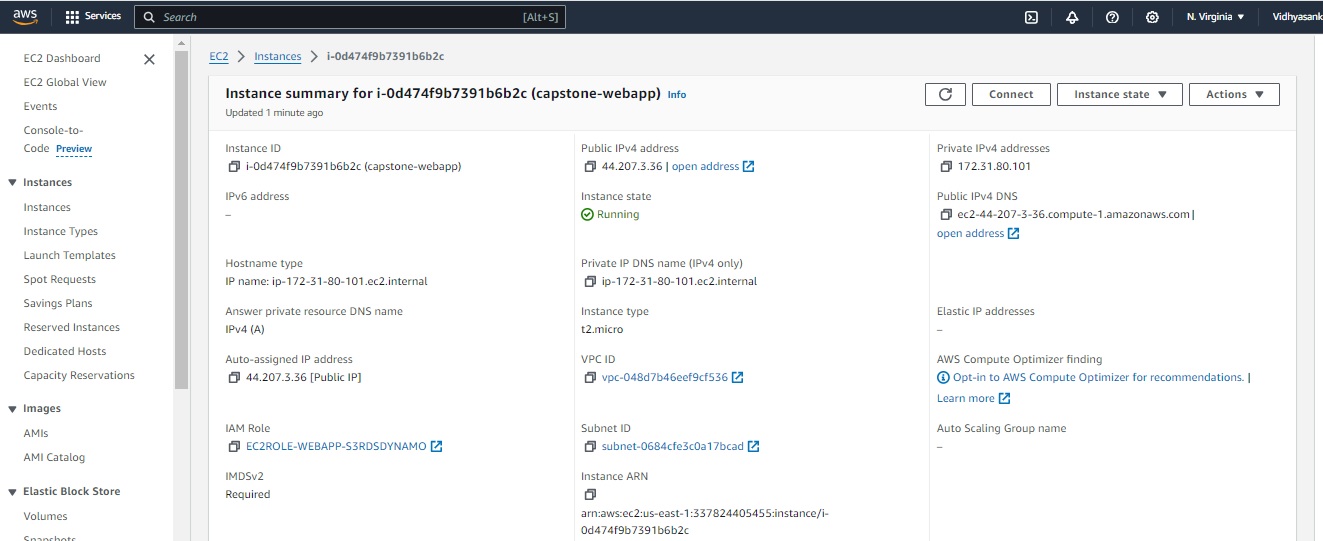 aws
Services
Search
[Alt+S]
N. Virginia
Vidhyasank
EC2 Dashboard
EC2 Global View
Events
Console-to-
Code Preview
Instances
Instances
Instance Types
Launch Templates
Spot Requests
Savings Plans
Reserved Instances
Dedicated Hosts
Capacity Reservations
Images
AMIs
AMI Catalog
Elastic Block Store
Volumes
Snapshots
EC2 > Instances > i-0d474f9b7391b6b2c
Instance summary for i-0d474f9b7391b6b2c (capstone-webapp) Info
Updated 1 minute ago
Connect
Instance state
Actions
Instance ID
i-0d474f9b7391b6b2c (capstone-webapp)
Public IPv4 address
44.207.3.36 | open address
Private IPv4 addresses
172.31.80.101
IPv6 address
–
Instance state
Running
Public IPv4 DNS
ec2-44-207-3-36.compute-1.amazonaws.com |
open address
Hostname type
IP name: ip-172-31-80-101.ec2.internal
Private IP DNS name (IPv4 only)
ip-172-31-80-101.ec2.internal
Answer private resource DNS name
IPv4 (A)
Instance type
t2.micro
Elastic IP addresses
–
Auto-assigned IP address
44.207.3.36 [Public IP]
VPC ID
vpc-048d7b46eef9cf536
AWS Compute Optimizer finding
Opt-in to AWS Compute Optimizer for recommendations. |
Learn more
IAM Role
EC2ROLE-WEBAPP-S3RDSDYNAMO
Subnet ID
subnet-0684cfe3c0a17bcad
Auto Scaling Group name
–
IMDSv2
Required
Instance ARN
arn:aws:ec2:us-east-1:337824405455:instance/i-
0d474f9b7391b6b2c